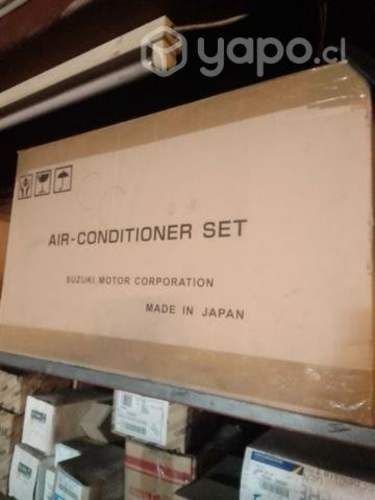 yapo.cl
AIR-CONDITIONER SET
SUZUKI MOTOR CORPORATION
MADE IN JAPAN